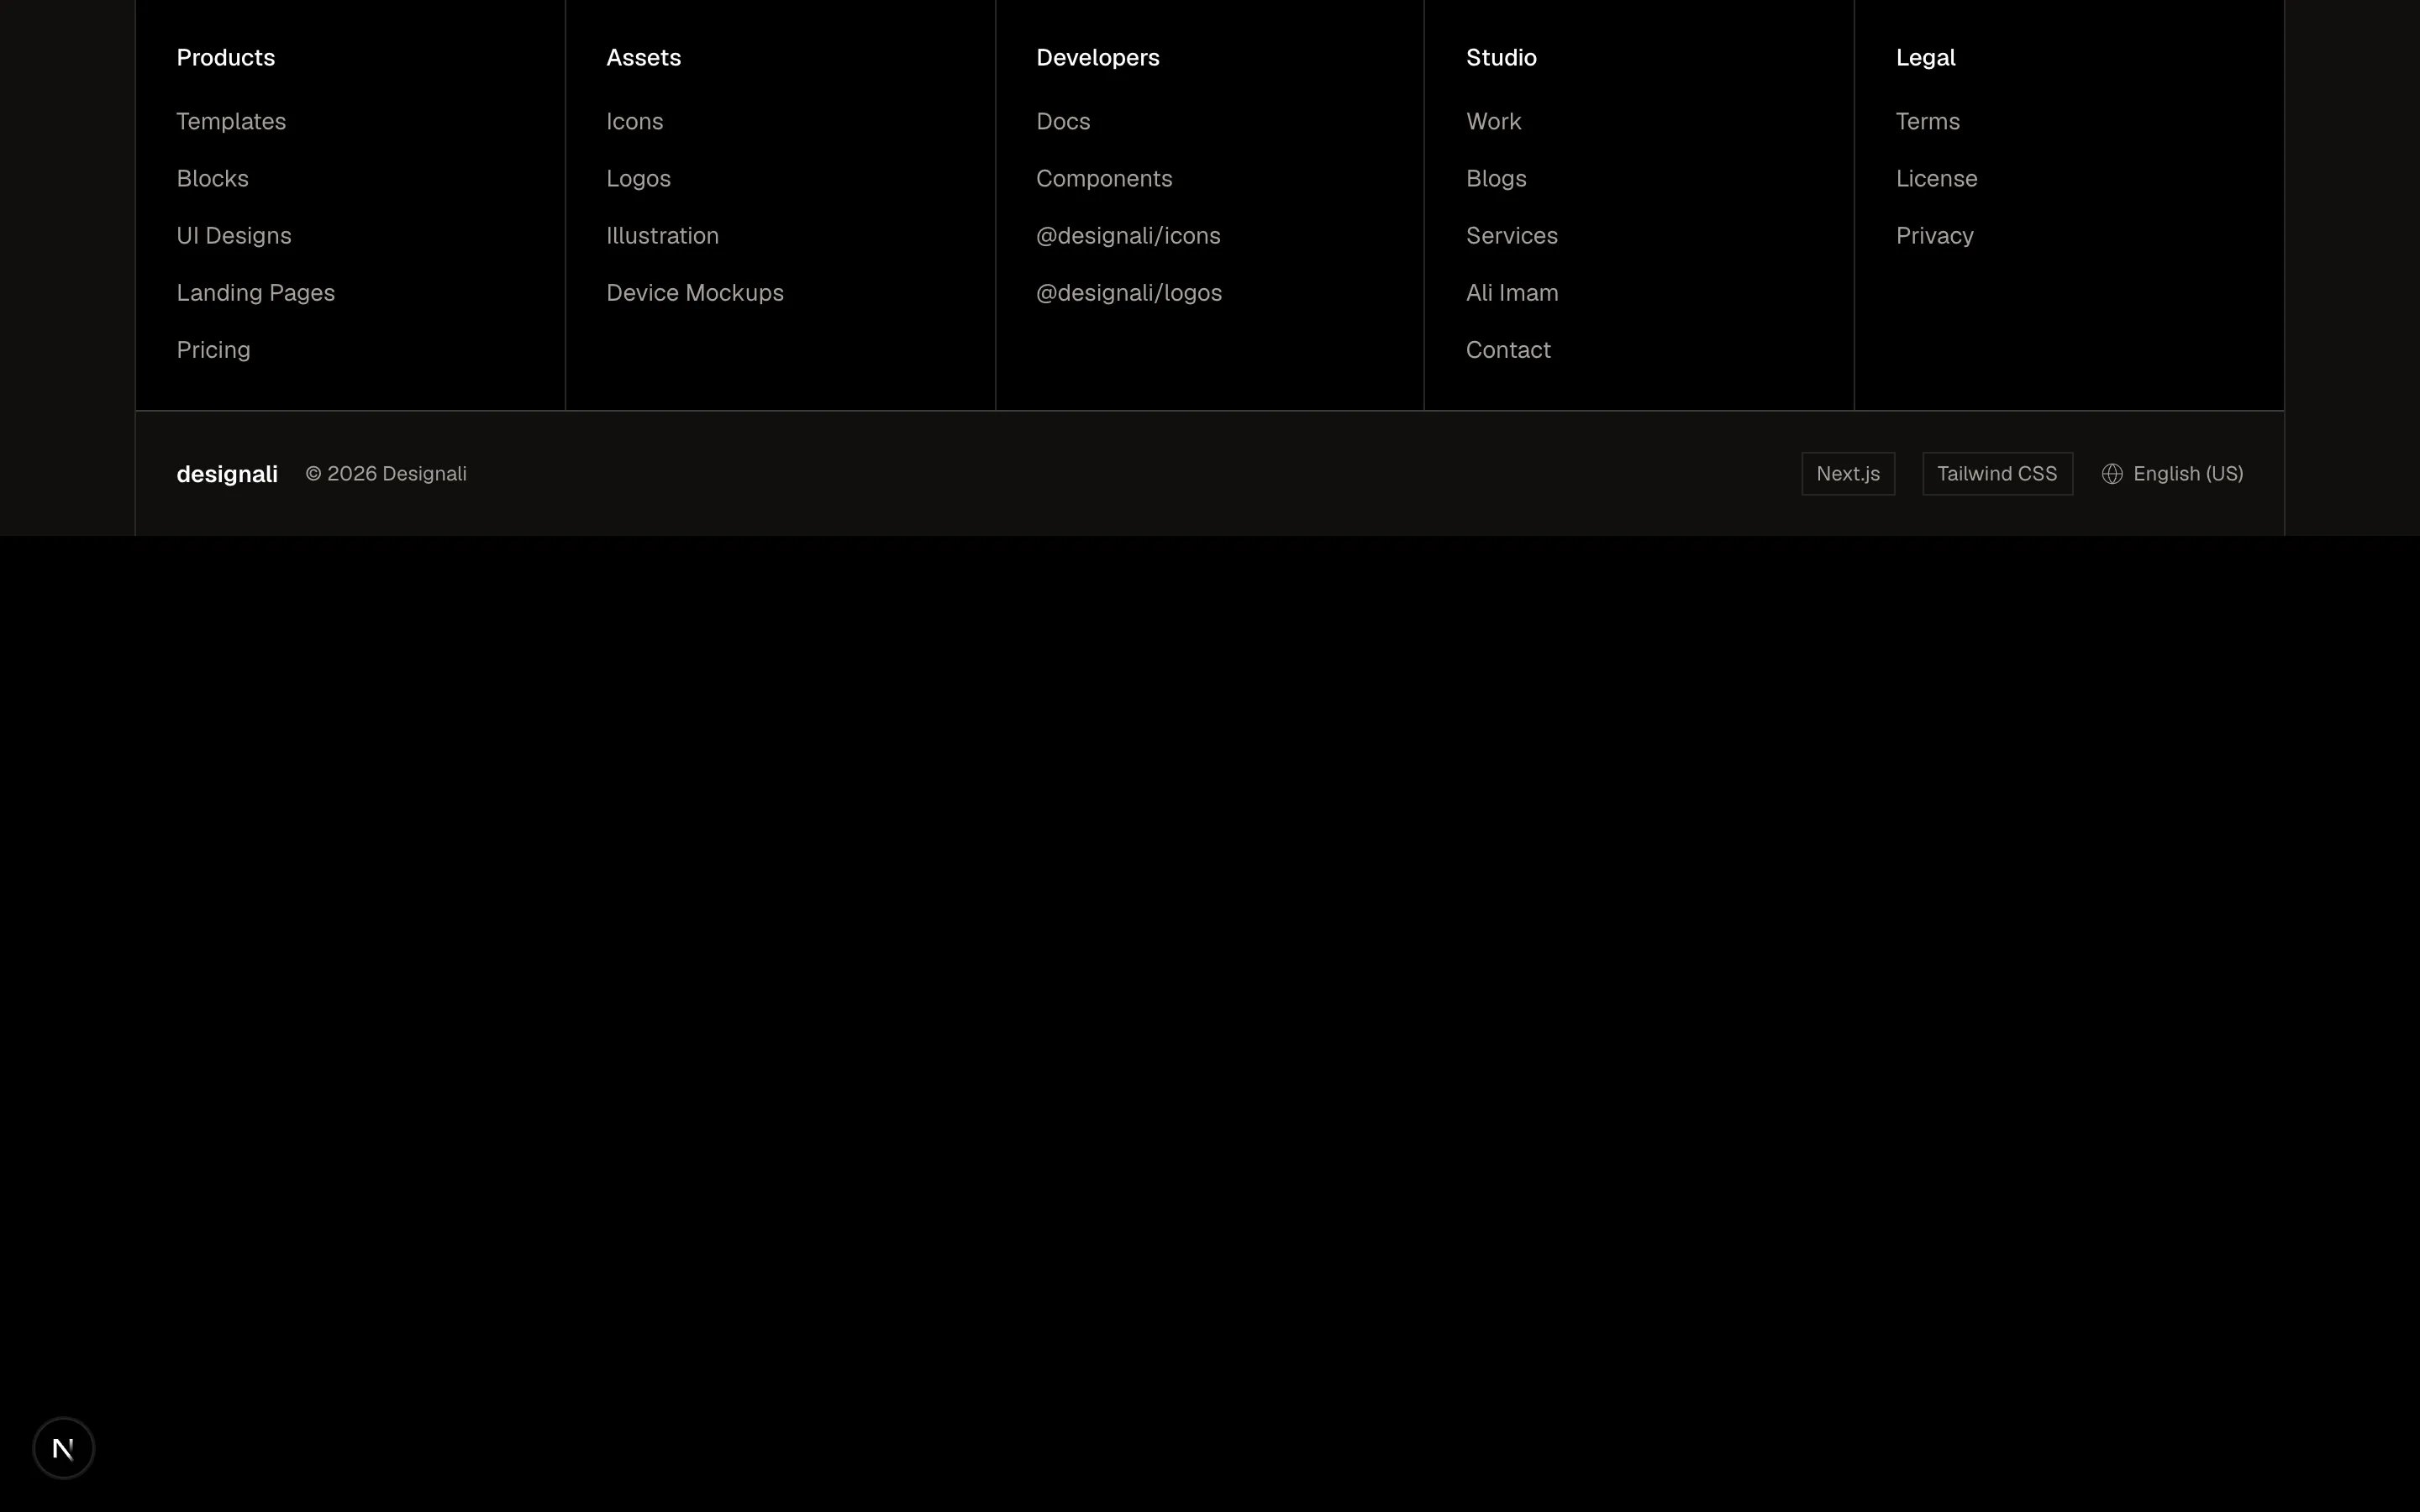 Products
Templates
Blocks
UI Designs
Landing Pages
Pricing
Assets
Icons
Logos
Illustration
Device Mockups
Developers
Docs
Components
@designali/icons
@designali/logos
Studio
Work
Blogs
Services
Ali Imam
Contact
Legal
Terms
License
Privacy
designali © 2026 Designali
Next.js Tailwind CSS English (US)
N